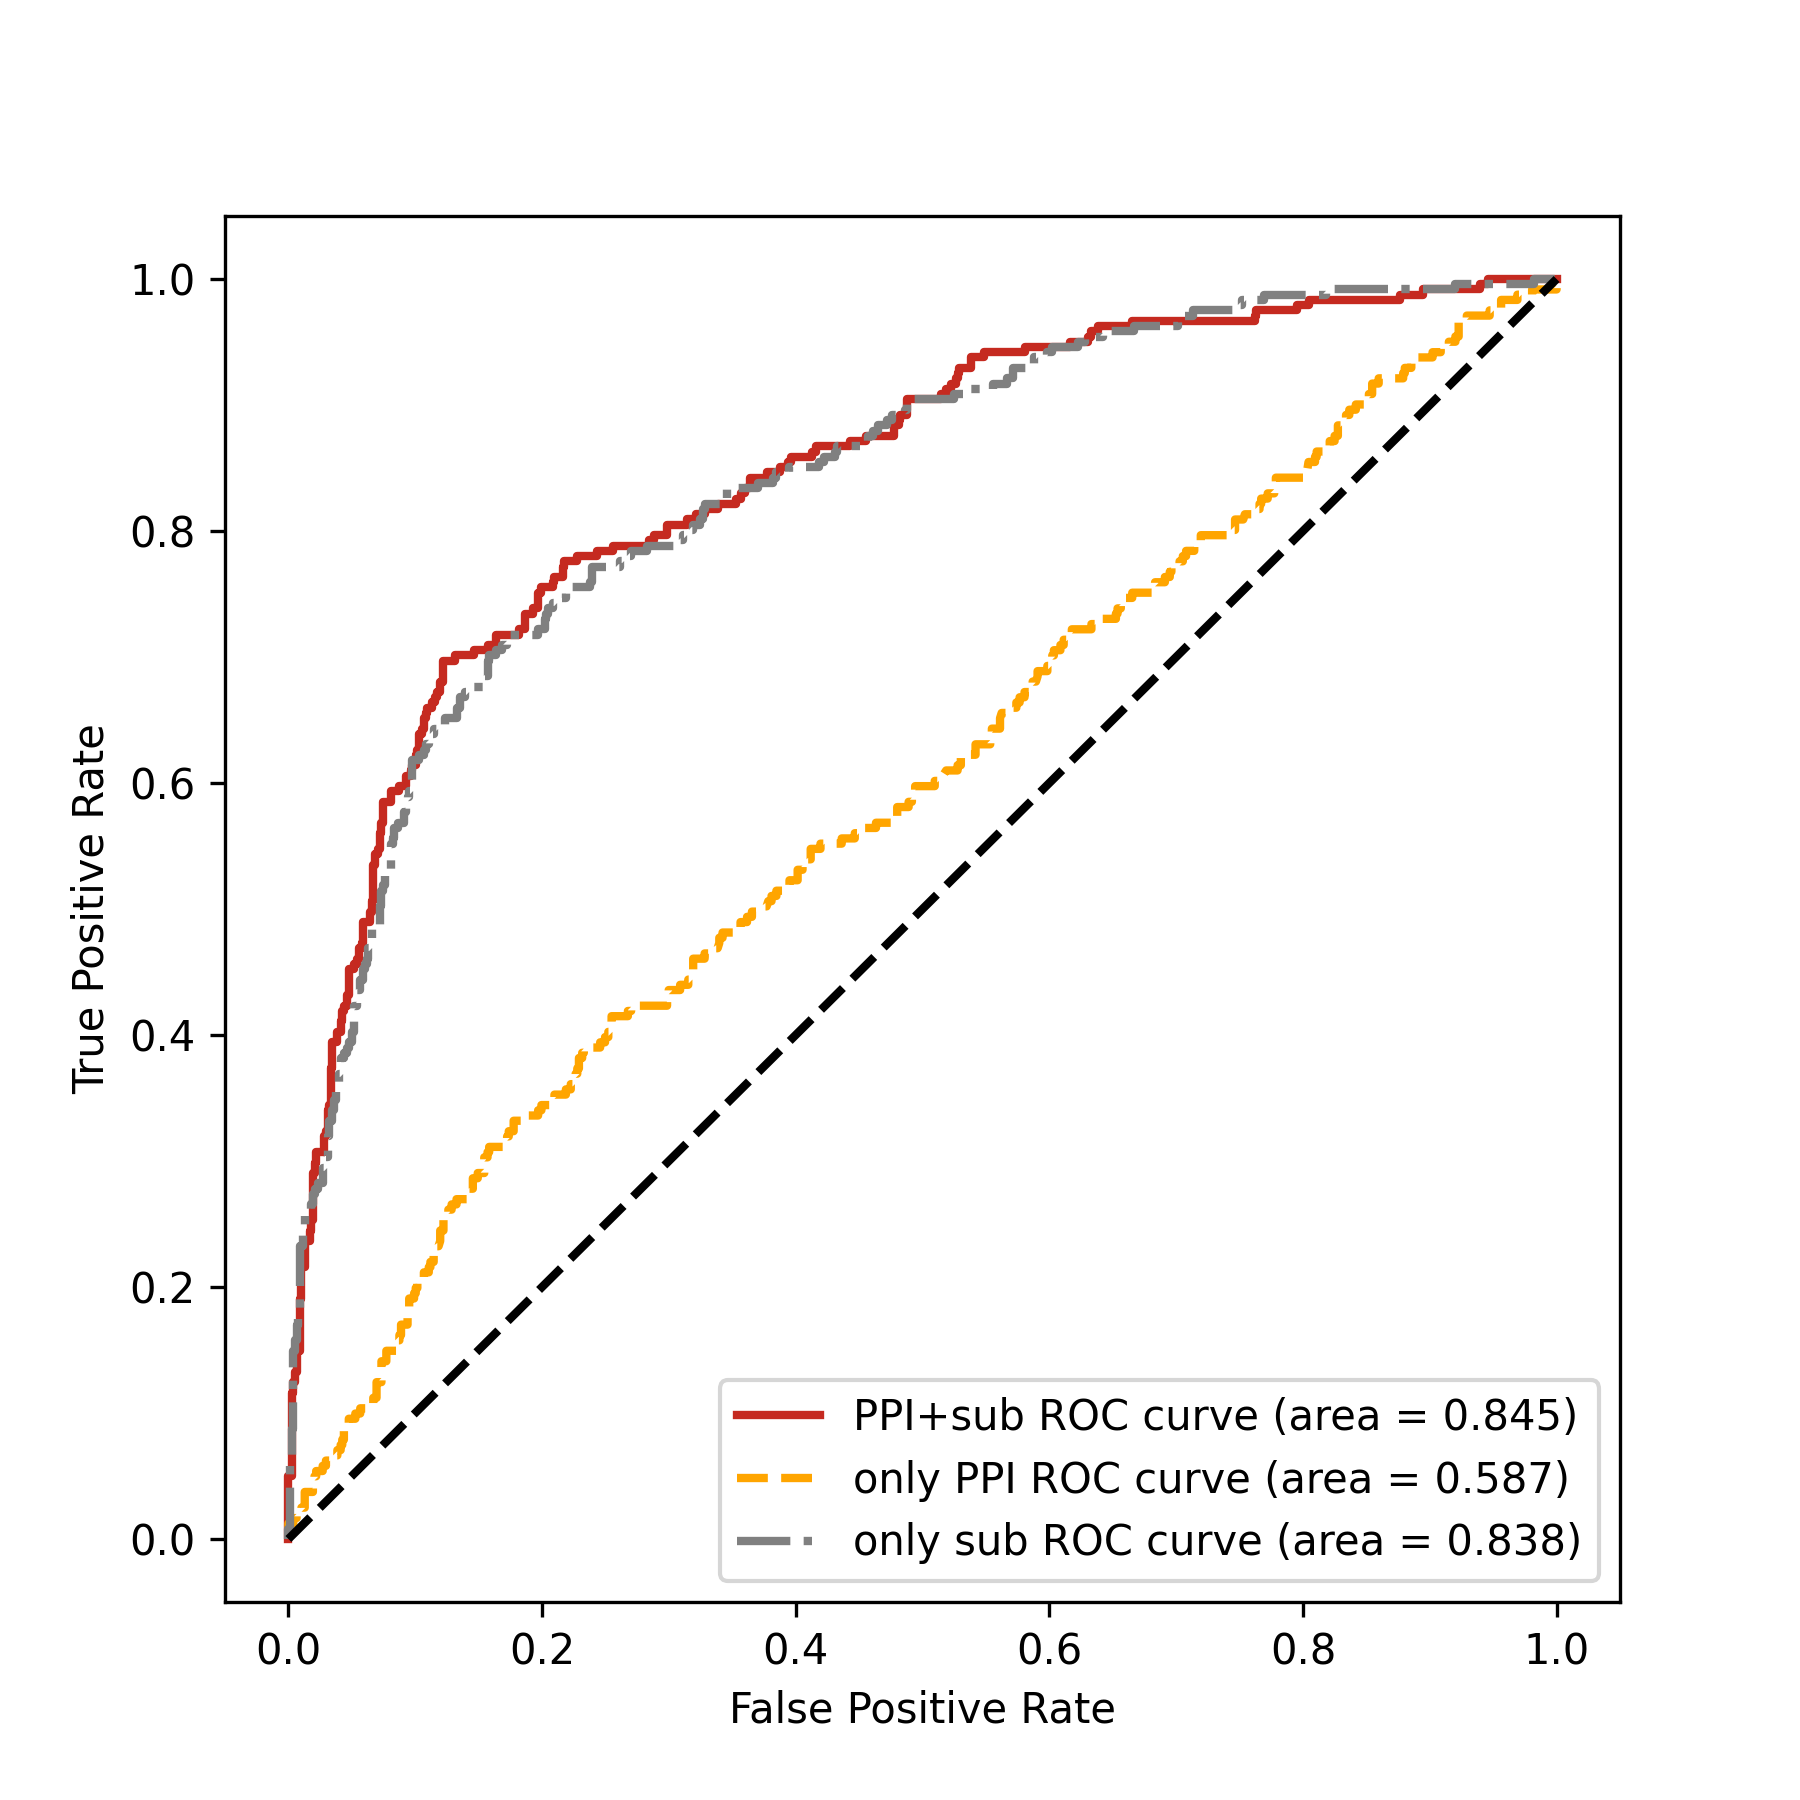 1.0
0.8
0.6
0.4
0.2
0.0
True Positive Rate
PPI+sub ROC curve (area = 0.845)
only PPI ROC curve (area = 0.587)
only sub ROC curve (area = 0.838)
0.0 0.2 0.4 0.6 0.8 1.0
False Positive Rate